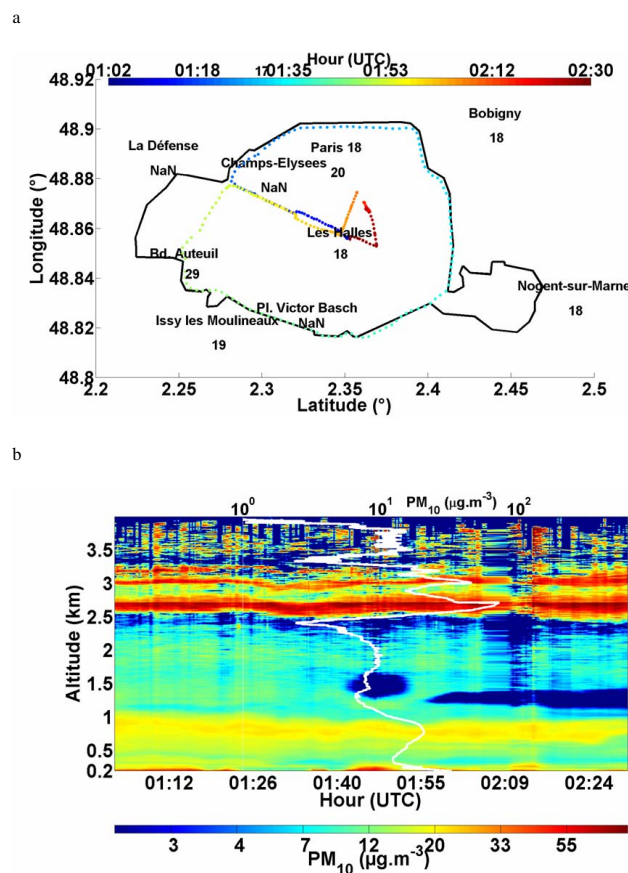 a
Hour (UTC)
01:02 01:18 17 01:35 01:53 02:12 02:30
48.92
48.9
48.88
48.86
48.84
48.82
48.8
Longitude (°)
Bobigny
18
La Défense
NaN
Paris 18
20
Champs-Elysees
NaN
Les Halles
18
Bd. Auteuil
29
Nogent-sur-Marne
18
Pl. Victor Basch
NaN
Issy les Moulineaux
19
2.2 2.25 2.3 2.35 2.4 2.45 2.5
Latitude (°)
b
10⁰ 10¹ PM₁₀ (µg.m⁻³) 10²
3.5
3
2.5
2
1.5
1
0.5
0.2
Altitude (km)
01:12 01:26 01:40 01:55 02:09 02:24
Hour (UTC)
3 4 7 12 20 33 55
PM₁₀ (µg.m⁻³)